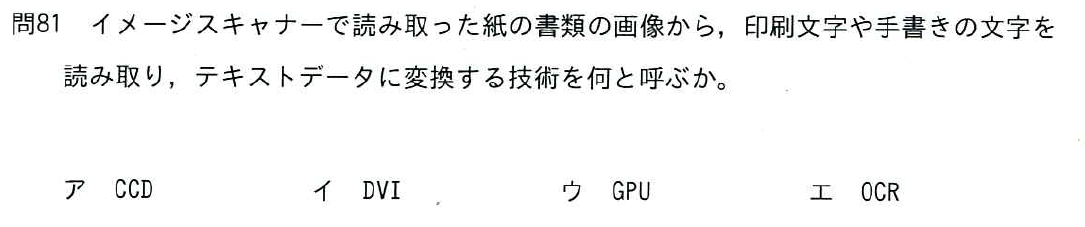 問81　イメージスキャナーで読み取った紙の書類の画像から，印刷文字や手書きの文字を
読み取り，テキストデータに変換する技術を何と呼ぶか。
ア　CCD　イ　DVI　ウ　GPU　エ　OCR